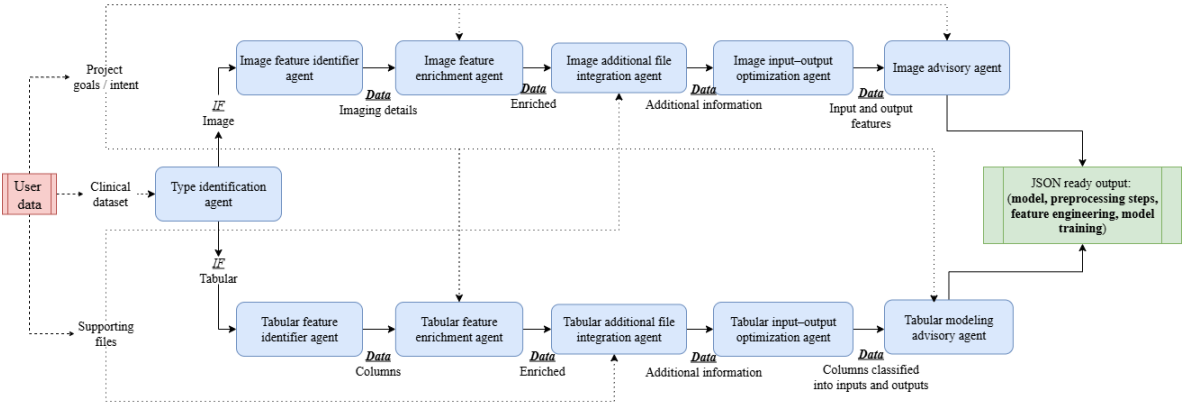 Image feature identifier
agent
Image feature
enrichment agent
Image additional file
integration agent
Image input–output
optimization agent
Image advisory agent
Project
goals / intent
Data
Imaging details
Data
Enriched
Data
Additional information
Data
Input and output
features
IF
Image
User
data
Clinical
dataset
Type identification
agent
JSON ready output:
(model, preprocessing steps,
feature engineering, model
training)
IF
Tabular
Supporting
files
Tabular feature
identifier agent
Tabular feature
enrichment agent
Tabular additional file
integration agent
Tabular input–output
optimization agent
Tabular modeling
advisory agent
Data
Columns
Data
Enriched
Data
Additional information
Data
Columns classified
into inputs and outputs